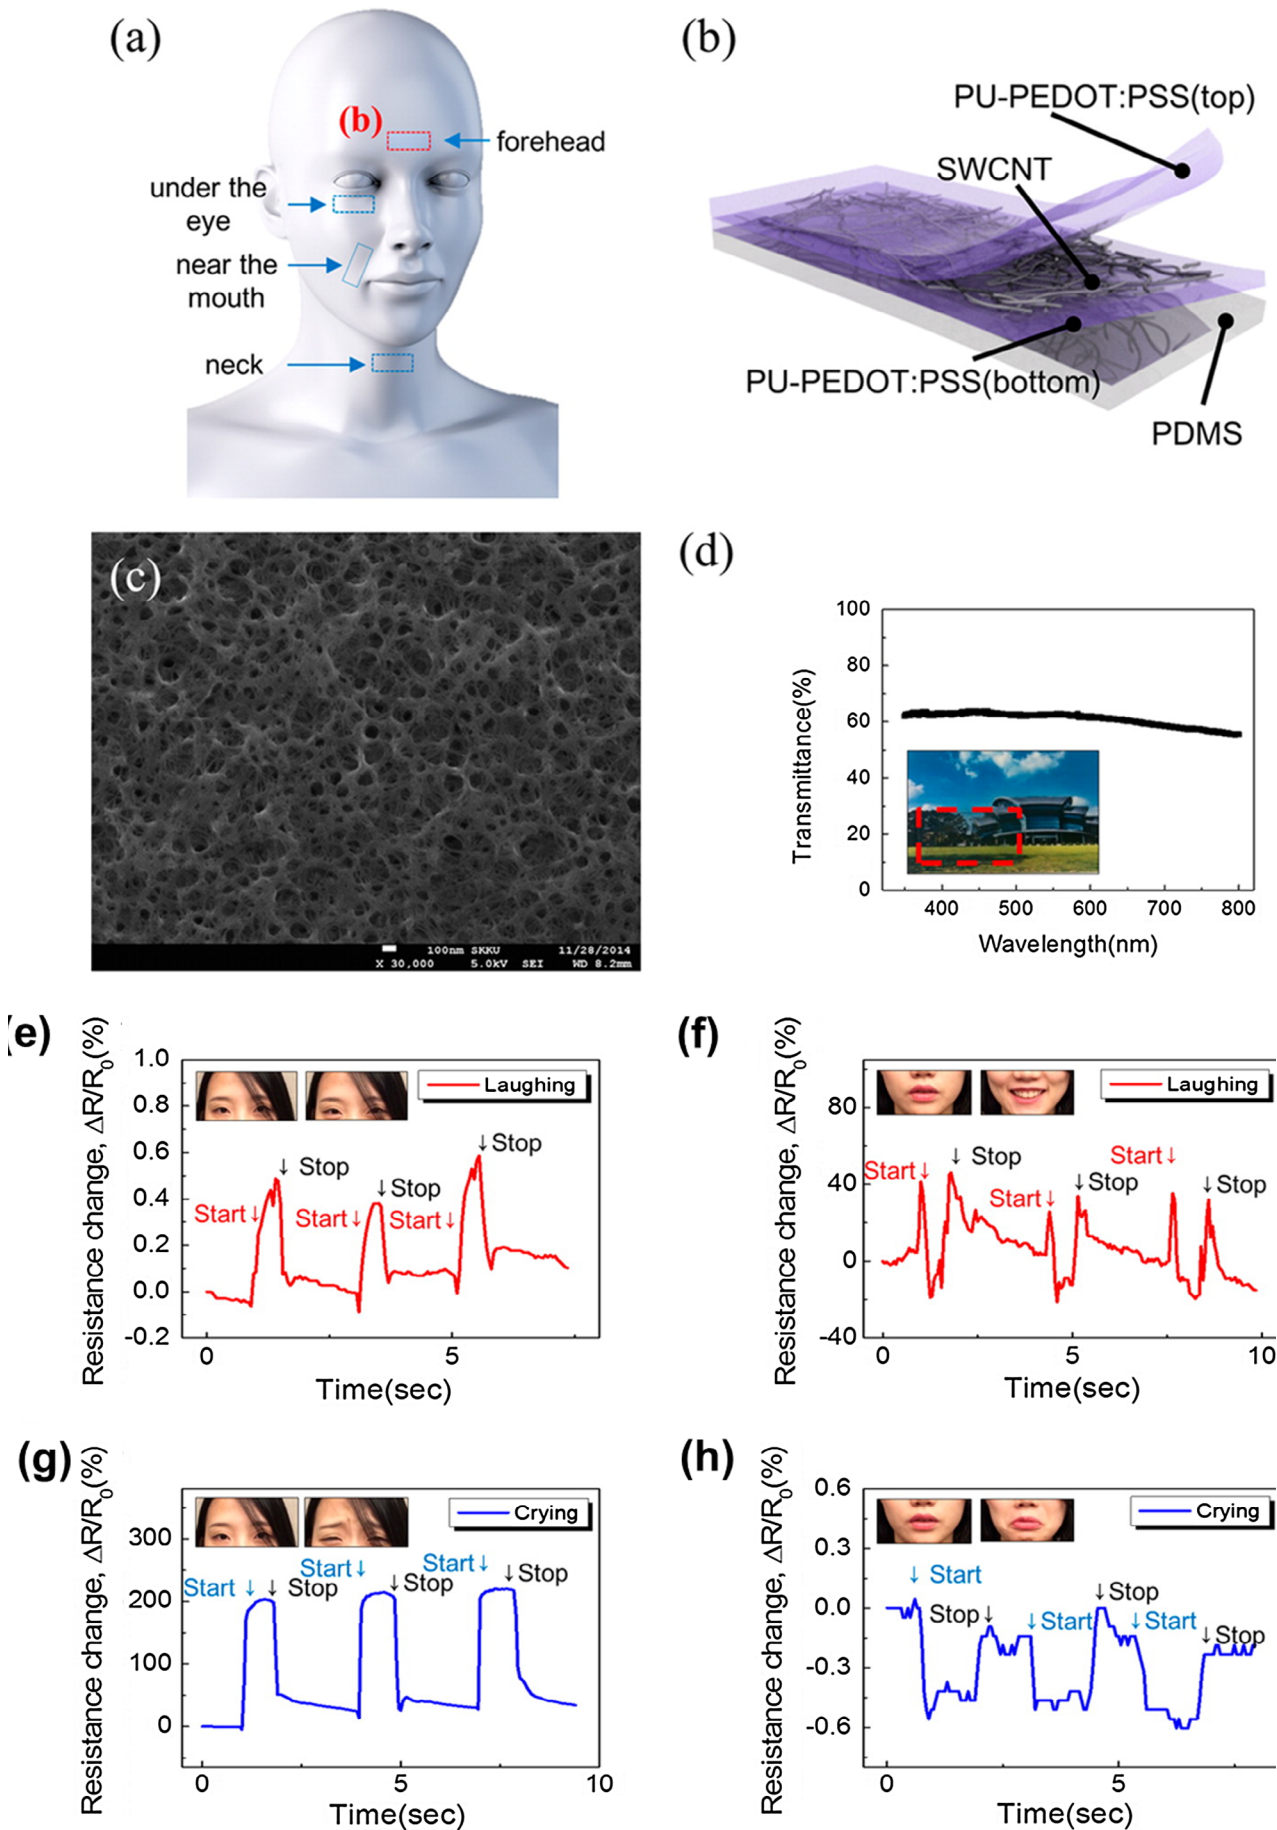 (a)
(b)
forehead
under the
eye
near the
mouth
neck
(b)
PU-PEDOT:PSS(top)
SWCNT
PU-PEDOT:PSS(bottom)
PDMS
(c)
100nm SKKU 11/28/2014
X 30,000 5.0kV SEI WD 8.2mm
(d)
100
80
60
40
20
0
Transmittance(%)
400 500 600 700 800
Wavelength(nm)
(e)
Resistance change, ΔR/R0(%)
1.0
0.8
0.6
0.4
0.2
0.0
-0.2
Laughing
Start↓
↓ Stop
Start↓
↓ Stop
Start↓
↓ Stop
0 5
Time(sec)
(f)
Resistance change, ΔR/R0(%)
80
40
0
-40
Laughing
Start↓
↓ Stop
Start↓
↓ Stop
Start↓
↓ Stop
0 5 10
Time(sec)
(g)
Resistance change, ΔR/R0(%)
300
200
100
0
Crying
Start ↓
↓ Stop
Start↓
↓ Stop
Start↓
↓ Stop
0 5 10
Time(sec)
(h)
Resistance change, ΔR/R0(%)
0.6
0.3
0.0
-0.3
-0.6
Crying
↓ Start
Stop↓
↓Start
↓Stop
↓ Start
↓ Stop
0 5
Time(sec)